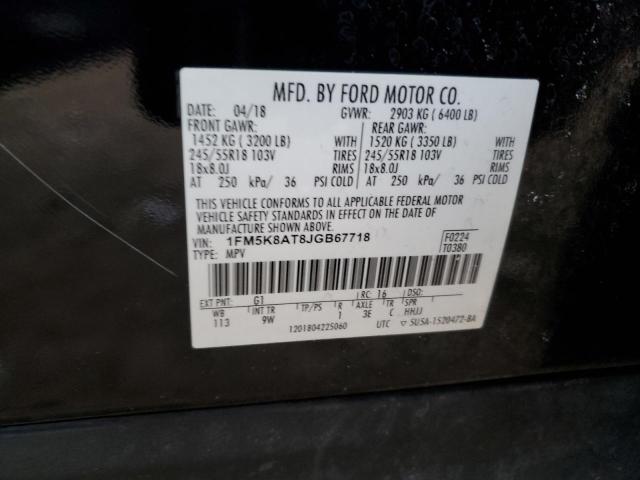 MFD. BY FORD MOTOR CO.
DATE: 04/18 GVWR: 2903 KG ( 6400 LB)
FRONT GAWR: REAR GAWR:
1452 KG ( 3200 LB) WITH 1520 KG ( 3350 LB) WITH
245/55R18 103V TIRES 245/55R18 103V TIRES
18x8.0J RIMS 18x8.0J RIMS
AT 250 kPa/ 36 PSI COLD AT 250 kPa/ 36 PSI COLD
THIS VEHICLE CONFORMS TO ALL APPLICABLE FEDERAL MOTOR
VEHICLE SAFETY STANDARDS IN EFFECT ON THE DATE OF
MANUFACTURE SHOWN ABOVE.
VIN: 1FM5K8AT8JGB67718 F0224
TYPE: MPV T0380
EXT PNT: G1 RC: 16 DSO:
WB INT TR TP/PS R AXLE TR SPR
113 9W 1 3E C HHJJ
1201804225060 UTC ▽ 5U5A-1520472-BA